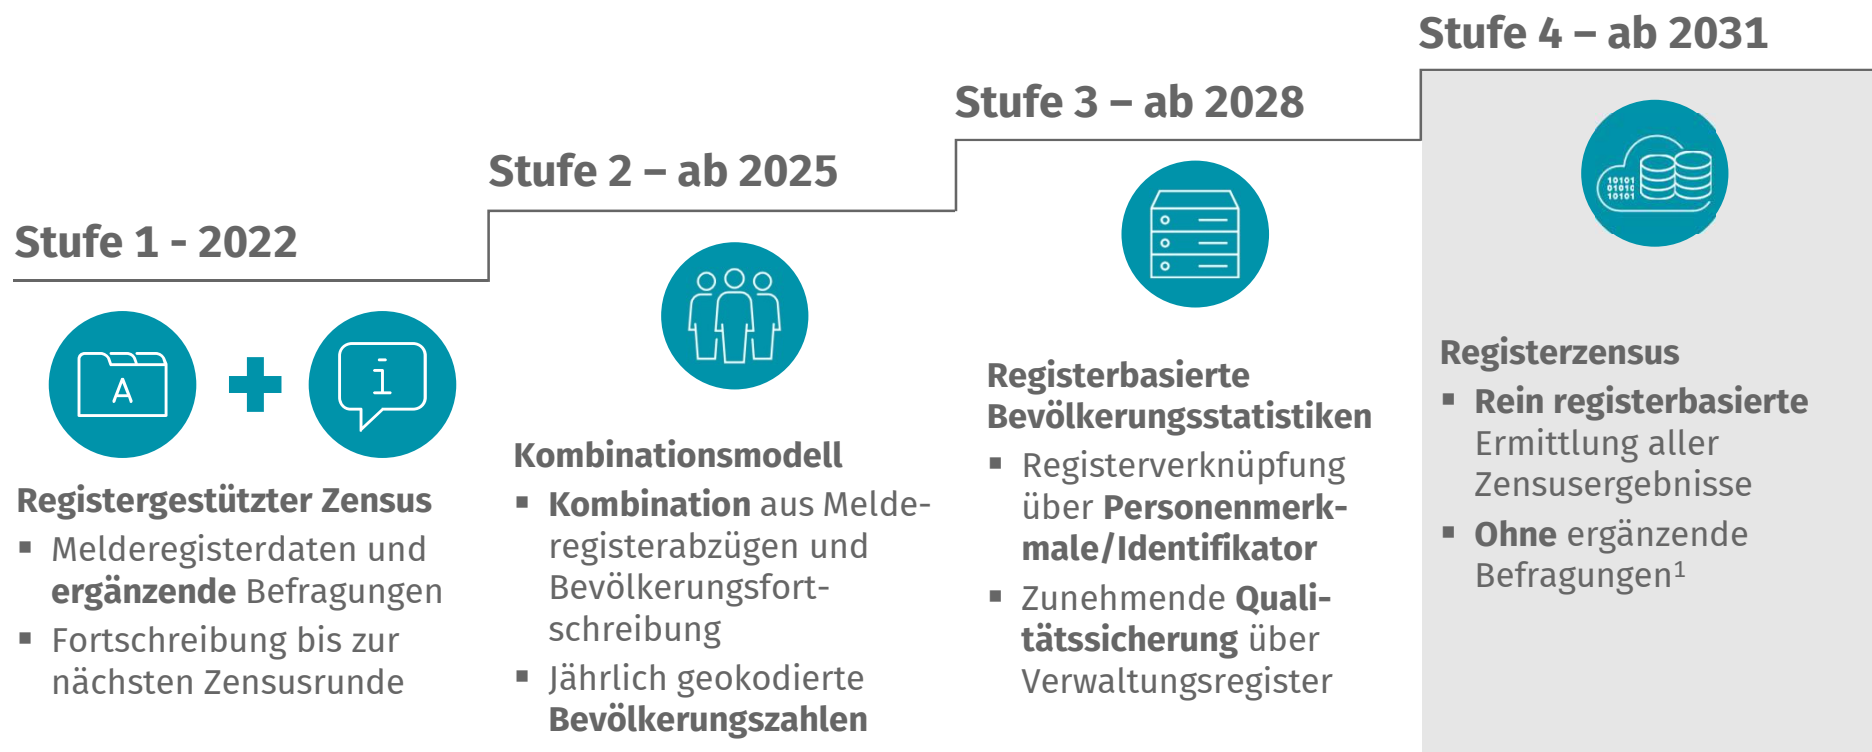 Stufe 1 - 2022
A
i
Registergestützter Zensus
▪ Melderegisterdaten und
ergänzende Befragungen
▪ Fortschreibung bis zur
nächsten Zensusrunde
Stufe 2 – ab 2025
Kombinationsmodell
▪ Kombination aus Melde-
registerabzügen und
Bevölkerungsfort-
schreibung
▪ Jährlich geokodierte
Bevölkerungszahlen
Stufe 3 – ab 2028
Registerbasierte
Bevölkerungsstatistiken
▪ Registerverknüpfung
über Personenmerk-
male/Identifikator
▪ Zunehmende Quali-
tätssicherung über
Verwaltungsregister
Stufe 4 – ab 2031
10101
01010
10101
Registerzensus
▪ Rein registerbasierte
Ermittlung aller
Zensusergebnisse
▪ Ohne ergänzende
Befragungen¹